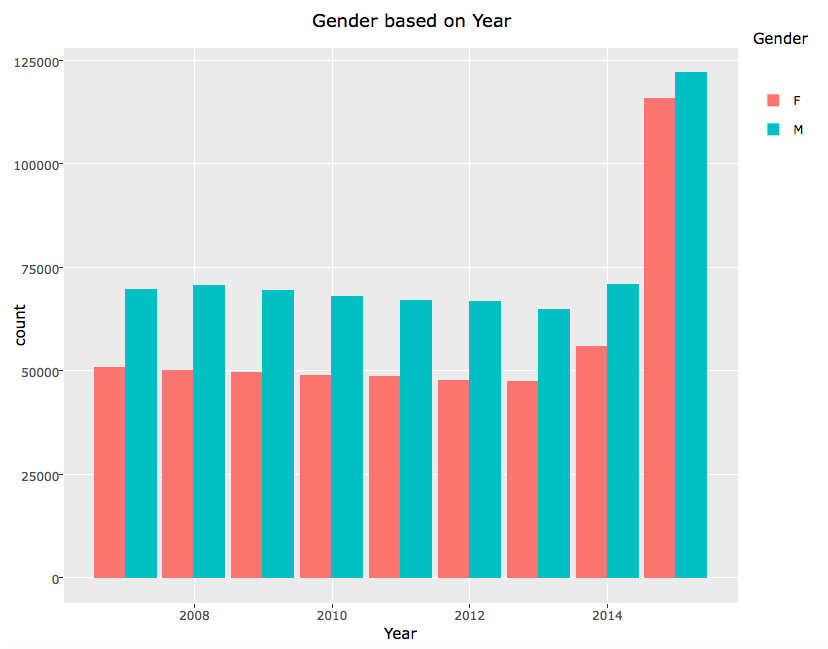 Gender based on Year
Gender
F
M
125000
100000
75000
50000
25000
0
count
2008 2010 2012 2014
Year